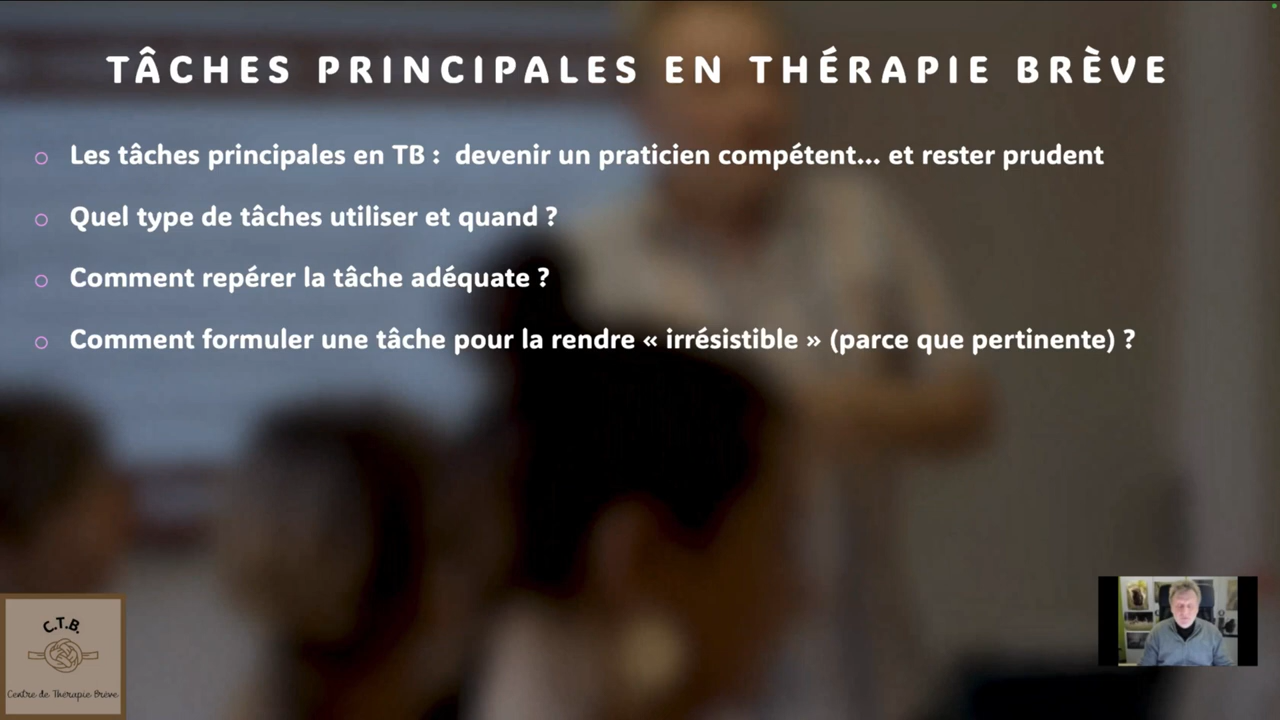 TÂCHES PRINCIPALES EN THÉRAPIE BRÈVE
Les tâches principales en TB : devenir un praticien compétent... et rester prudent
Quel type de tâches utiliser et quand ?
Comment repérer la tâche adéquate ?
Comment formuler une tâche pour la rendre « irrésistible » (parce que pertinente) ?
C.T.B.
Centre de Thérapie Brève